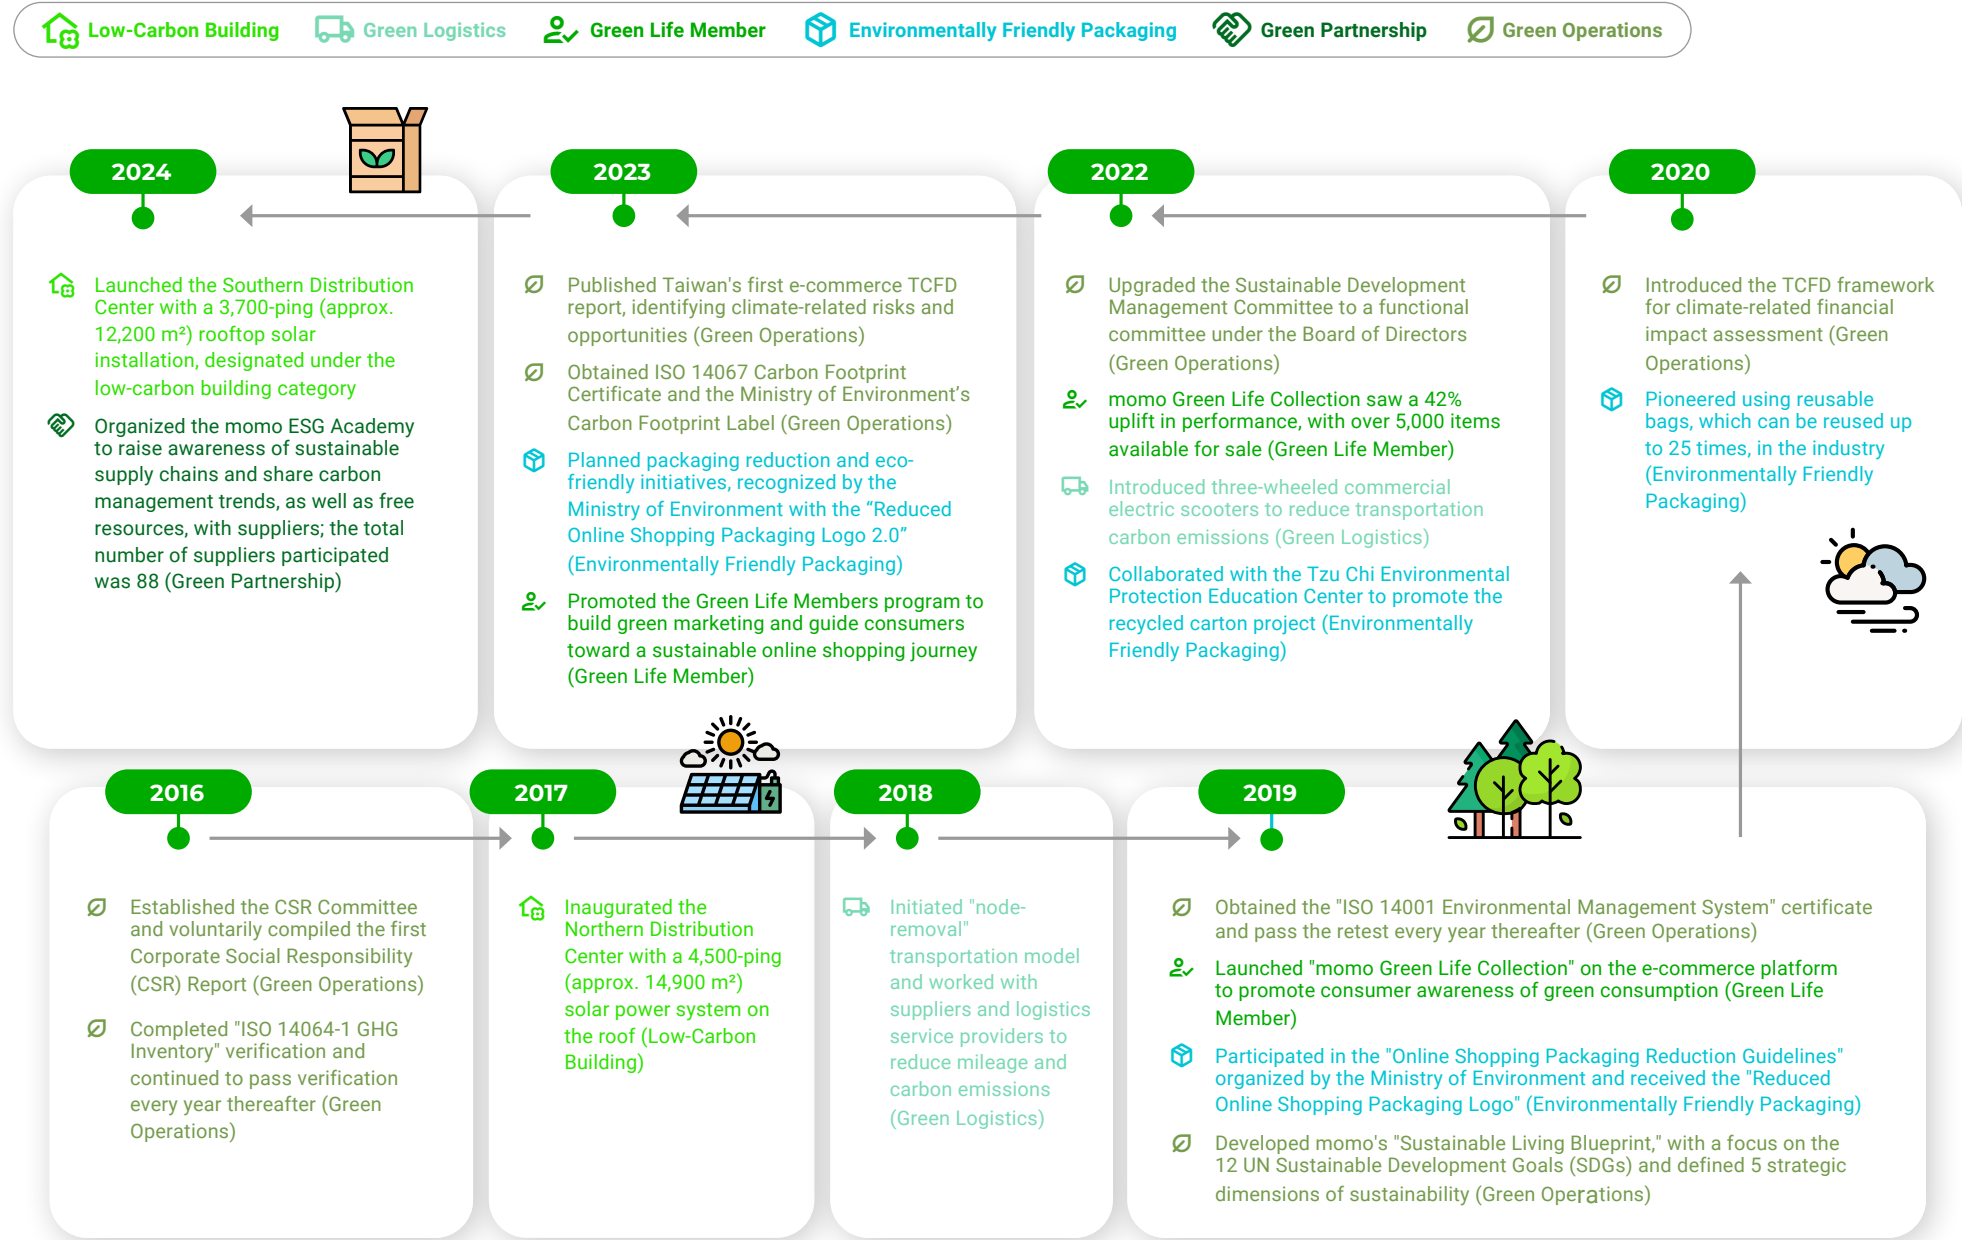 Low-Carbon Building
Green Logistics
Green Life Member
Environmentally Friendly Packaging
Green Partnership
Green Operations
2024
Launched the Southern Distribution
Center with a 3,700-ping (approx.
12,200 m²) rooftop solar
installation, designated under the
low-carbon building category
Organized the momo ESG Academy
to raise awareness of sustainable
supply chains and share carbon
management trends, as well as free
resources, with suppliers; the total
number of suppliers participated
was 88 (Green Partnership)
2023
Published Taiwan's first e-commerce TCFD
report, identifying climate-related risks and
opportunities (Green Operations)
Obtained ISO 14067 Carbon Footprint
Certificate and the Ministry of Environment’s
Carbon Footprint Label (Green Operations)
Planned packaging reduction and eco-
friendly initiatives, recognized by the
Ministry of Environment with the “Reduced
Online Shopping Packaging Logo 2.0”
(Environmentally Friendly Packaging)
Promoted the Green Life Members program to
build green marketing and guide consumers
toward a sustainable online shopping journey
(Green Life Member)
2022
Upgraded the Sustainable Development
Management Committee to a functional
committee under the Board of Directors
(Green Operations)
momo Green Life Collection saw a 42%
uplift in performance, with over 5,000 items
available for sale (Green Life Member)
Introduced three-wheeled commercial
electric scooters to reduce transportation
carbon emissions (Green Logistics)
Collaborated with the Tzu Chi Environmental
Protection Education Center to promote the
recycled carton project (Environmentally
Friendly Packaging)
2020
Introduced the TCFD framework
for climate-related financial
impact assessment (Green
Operations)
Pioneered using reusable
bags, which can be reused up
to 25 times, in the industry
(Environmentally Friendly
Packaging)
2016
Established the CSR Committee
and voluntarily compiled the first
Corporate Social Responsibility
(CSR) Report (Green Operations)
Completed "ISO 14064-1 GHG
Inventory" verification and
continued to pass verification
every year thereafter (Green
Operations)
2017
Inaugurated the
Northern Distribution
Center with a 4,500-ping
(approx. 14,900 m²)
solar power system on
the roof (Low-Carbon
Building)
2018
Initiated "node-
removal"
transportation model
and worked with
suppliers and logistics
service providers to
reduce mileage and
carbon emissions
(Green Logistics)
2019
Obtained the "ISO 14001 Environmental Management System" certificate
and pass the retest every year thereafter (Green Operations)
Launched "momo Green Life Collection" on the e-commerce platform
to promote consumer awareness of green consumption (Green Life
Member)
Participated in the "Online Shopping Packaging Reduction Guidelines"
organized by the Ministry of Environment and received the "Reduced
Online Shopping Packaging Logo" (Environmentally Friendly Packaging)
Developed momo's "Sustainable Living Blueprint," with a focus on the
12 UN Sustainable Development Goals (SDGs) and defined 5 strategic
dimensions of sustainability (Green Operations)